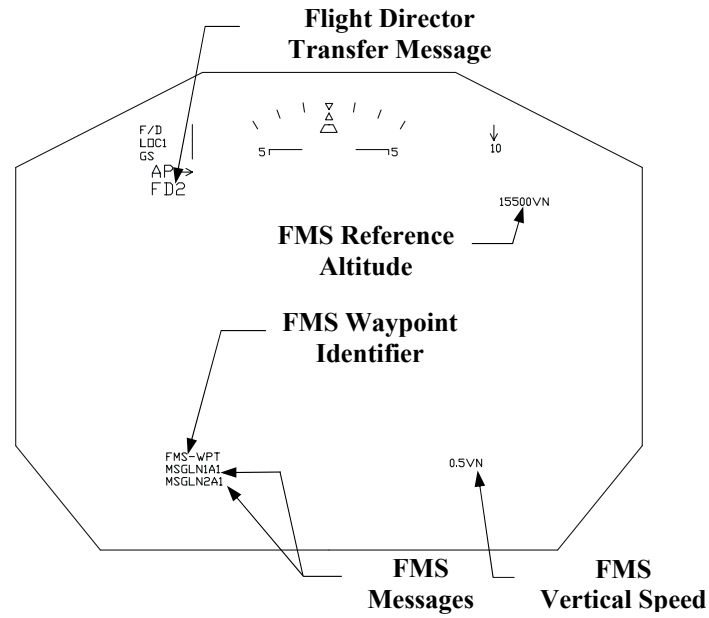 Flight Director
Transfer Message
F/D
LOC1
GS
AP
FD2
5
5
10
15500VN
FMS Reference
Altitude
FMS Waypoint
Identifier
FMS-WPT
MSGLN1A1
MSGLN2A1
0.5VN
FMS
Messages
FMS
Vertical Speed